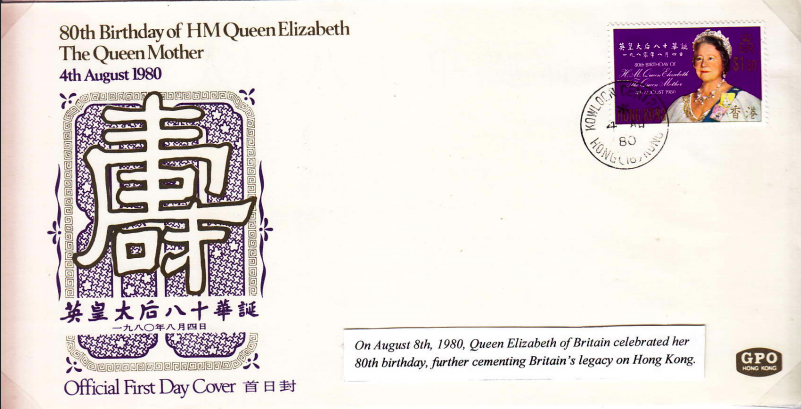 80th Birthday of HM Queen Elizabeth
The Queen Mother
4th August 1980
英皇太后八十華誕
一九八〇年八月四日
80TH BIRTHDAY OF
H.M. Queen Elizabeth
The Queen Mother
4TH AUGUST 1980
香港
KOWLOON
4 AU
80
HONG KONG
壽
英皇太后八十華誕
一九八〇年八月四日
On August 8th, 1980, Queen Elizabeth of Britain celebrated her
80th birthday, further cementing Britain's legacy on Hong Kong.
GPO
HONG KONG
Official First Day Cover 首日封